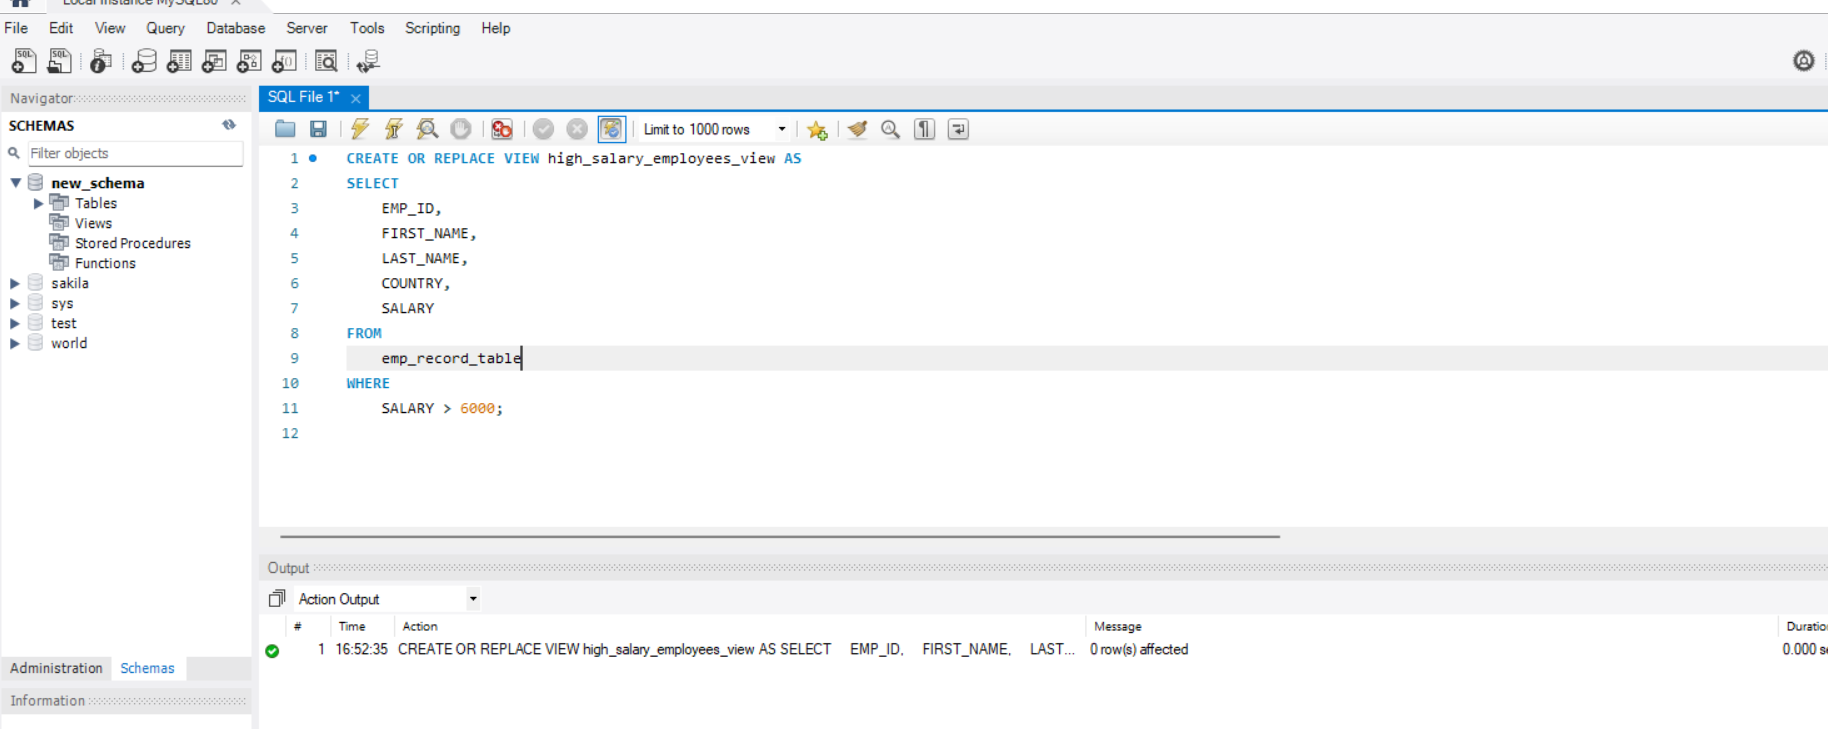 Local instance MySQL80
File Edit View Query Database Server Tools Scripting Help
Navigator
SCHEMAS
Filter objects
new_schema
Tables
Views
Stored Procedures
Functions
sakila
sys
test
world
Administration Schemas
Information
SQL File 1*
Limit to 1000 rows
1 CREATE OR REPLACE VIEW high_salary_employees_view AS
2 SELECT
3 EMP_ID,
4 FIRST_NAME,
5 LAST_NAME,
6 COUNTRY,
7 SALARY
8 FROM
9 emp_record_table
10 WHERE
11 SALARY > 6000;
12
Output
Action Output
# Time Action Message Duratio
1 16:52:35 CREATE OR REPLACE VIEW high_salary_employees_view AS SELECT EMP_ID, FIRST_NAME, LAST... 0 row(s) affected 0.000 s